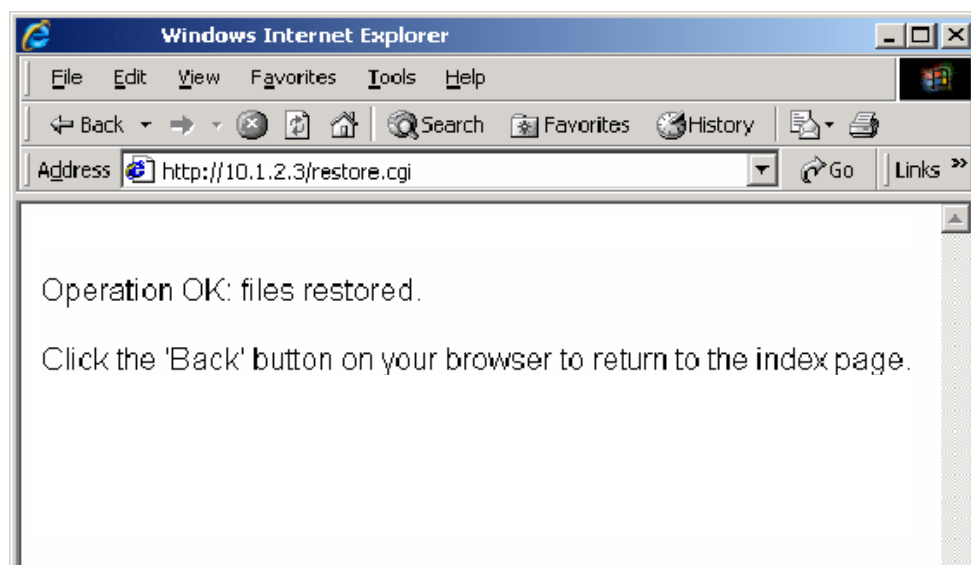 Windows Internet Explorer
File Edit View Favorites Tools Help
Back Search Favorites History
Address http://10.1.2.3/restore.cgi Go Links »
Operation OK: files restored.
Click the 'Back' button on your browser to return to the index page.